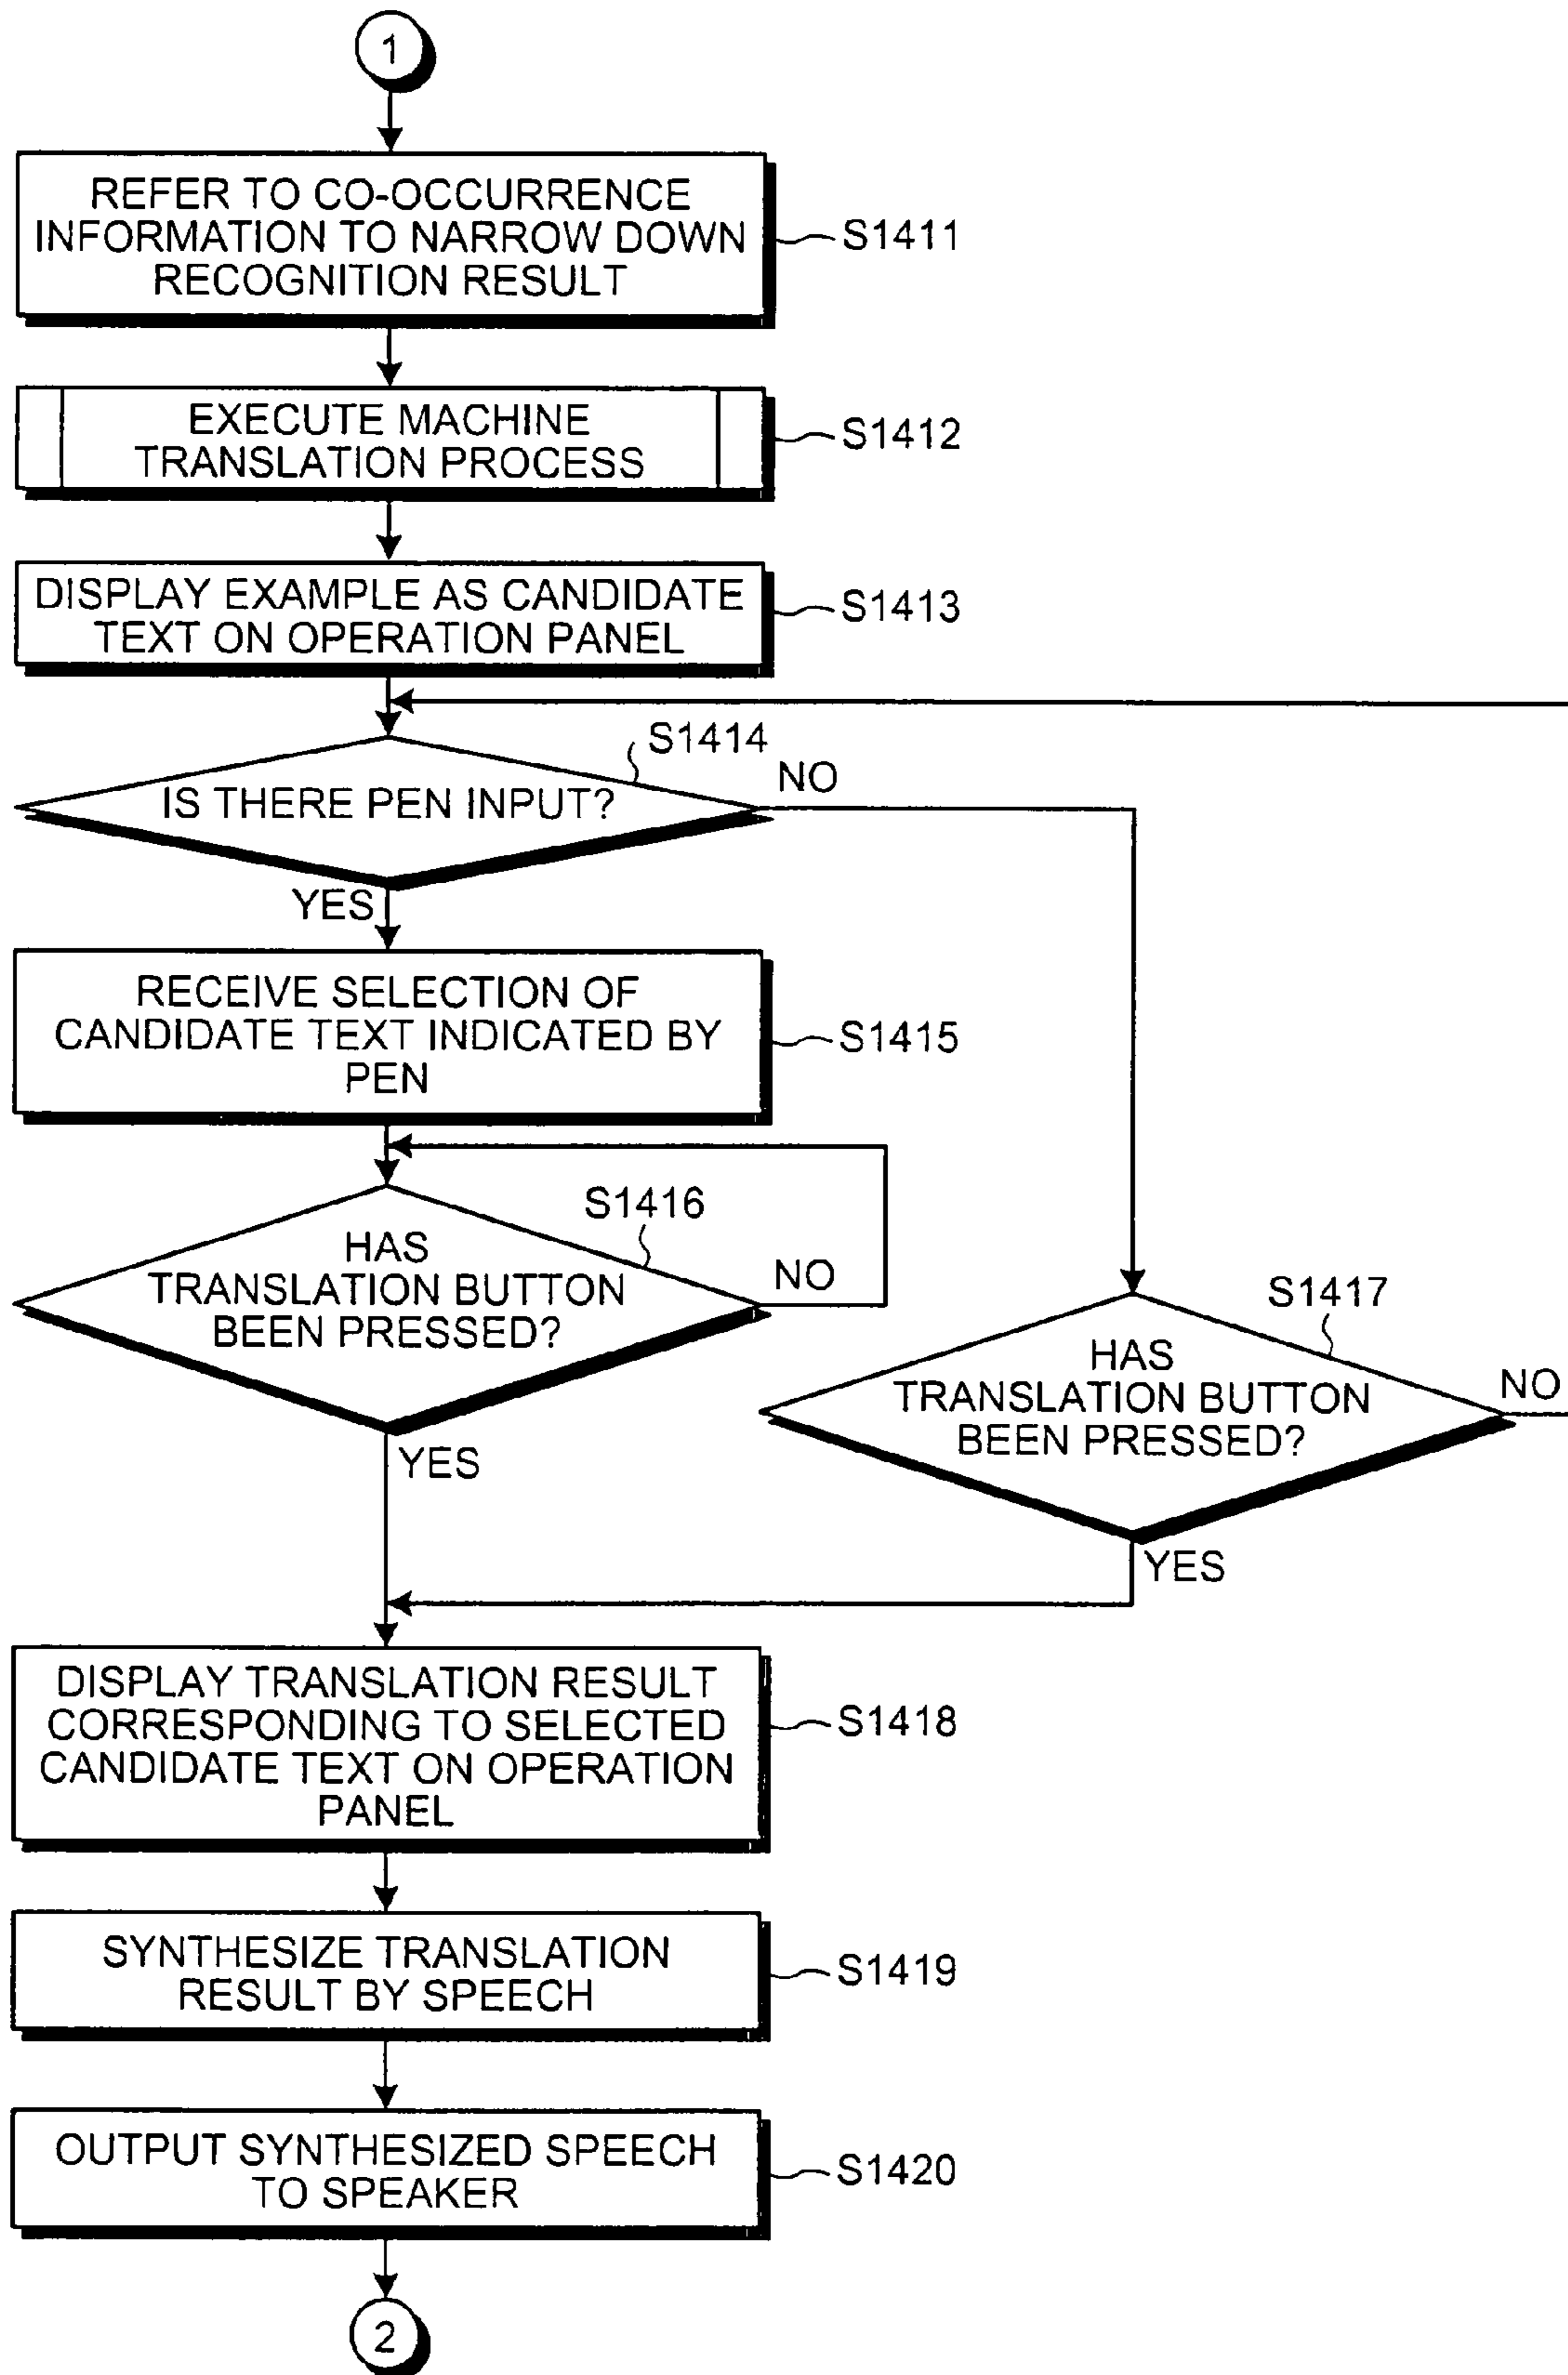 1
REFER TO CO-OCCURRENCE
INFORMATION TO NARROW DOWN
RECOGNITION RESULT
S1411
EXECUTE MACHINE
TRANSLATION PROCESS
S1412
DISPLAY EXAMPLE AS CANDIDATE
TEXT ON OPERATION PANEL
S1413
S1414
IS THERE PEN INPUT?
NO
YES
RECEIVE SELECTION OF
CANDIDATE TEXT INDICATED BY
PEN
S1415
S1416
HAS
TRANSLATION BUTTON
BEEN PRESSED?
NO
YES
S1417
HAS
TRANSLATION BUTTON
BEEN PRESSED?
NO
YES
DISPLAY TRANSLATION RESULT
CORRESPONDING TO SELECTED
CANDIDATE TEXT ON OPERATION
PANEL
S1418
SYNTHESIZE TRANSLATION
RESULT BY SPEECH
S1419
OUTPUT SYNTHESIZED SPEECH
TO SPEAKER
S1420
2